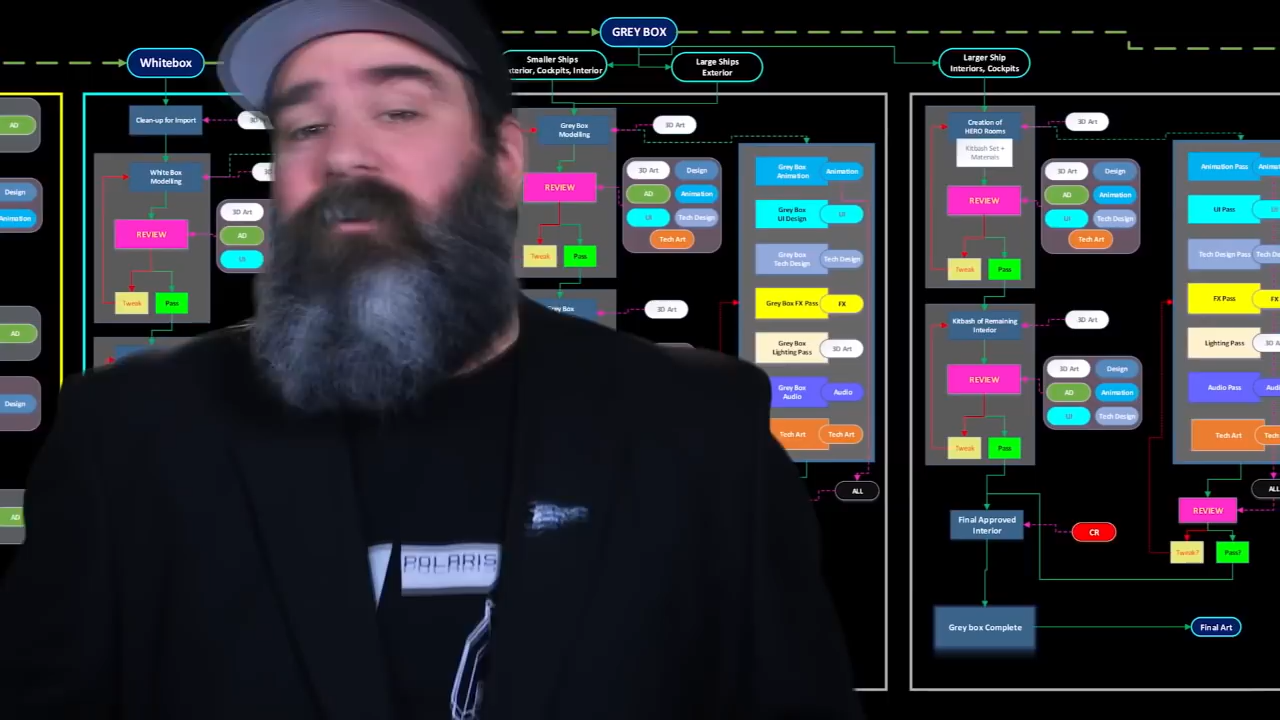 GREY BOX
Whitebox
Smaller Ships
Exterior, Cockpits, Interior
Large Ships
Exterior
Larger Ship
Interiors, Cockpits
AD
Design
Animation
AD
Design
AD
Clean-up for Import
White Box
Modelling
REVIEW
Tweak
Pass
3D Art
AD
UI
Grey Box
Modelling
3D Art
REVIEW
Tweak
Pass
3D Art
Design
AD
Animation
UI
Tech Design
Tech Art
Grey Box
3D Art
Grey Box
Animation
Animation
Grey Box
UI Design
UI
Grey Box
Tech Design
Tech Design
Grey Box FX Pass
FX
Grey Box
Lighting Pass
3D Art
Grey Box
Audio
Audio
Tech Art
Tech Art
ALL
Creation of
HERO Rooms
Kitbash Set +
Materials
3D Art
REVIEW
Tweak
Pass
3D Art
Design
AD
Animation
UI
Tech Design
Tech Art
Kitbash of Remaining
Interior
3D Art
REVIEW
Tweak
Pass
3D Art
Design
AD
Animation
UI
Tech Design
Final Approved
Interior
CR
Grey box Complete
Final Art
Animation Pass
UI Pass
Tech Design Pass
FX Pass
FX
Lighting Pass
Audio Pass
Tech Art
ALL
REVIEW
Tweak?
Pass?
POLARIS